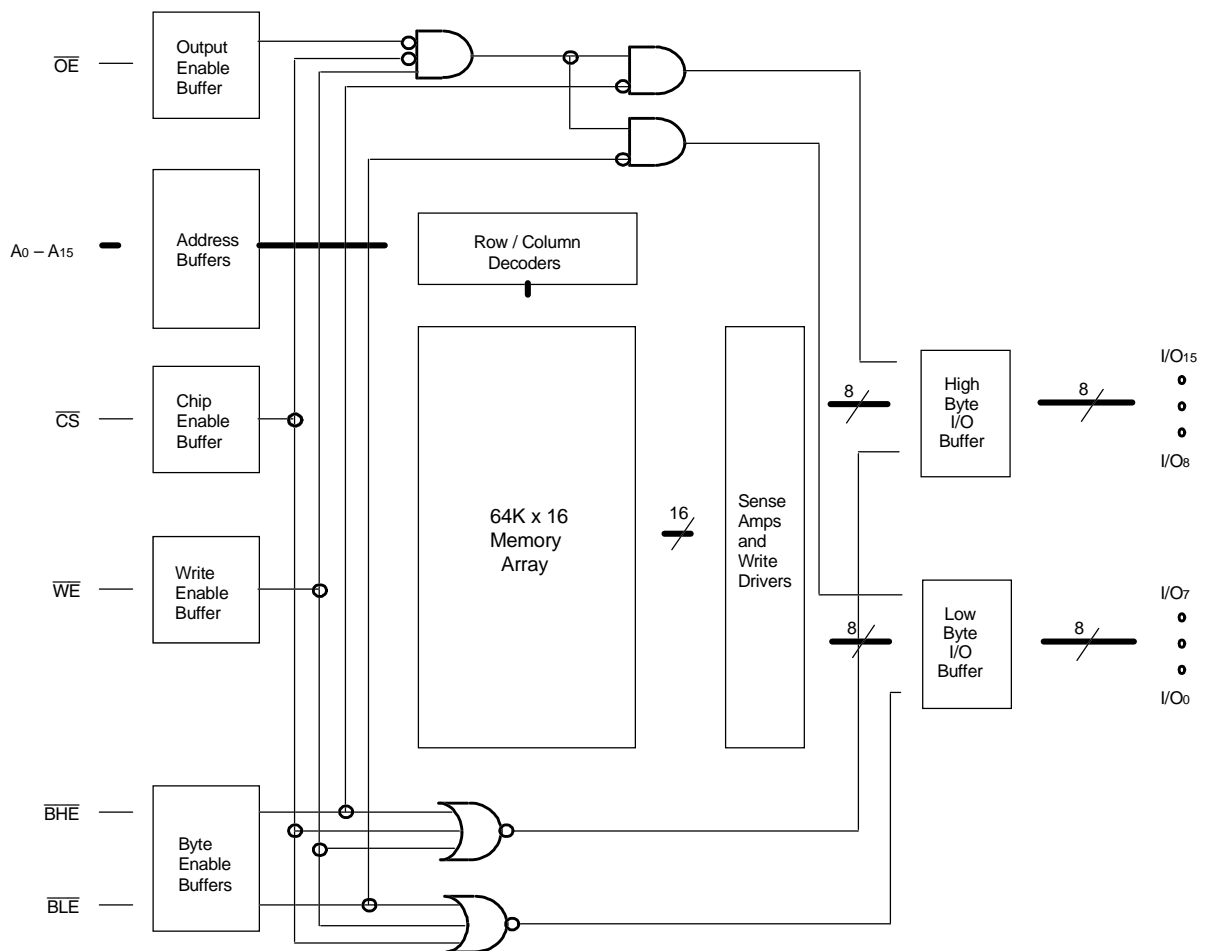 OE
Output
Enable
Buffer
A0 – A15
Address
Buffers
Row / Column
Decoders
CS
Chip
Enable
Buffer
WE
Write
Enable
Buffer
64K x 16
Memory
Array
16
Sense
Amps
and
Write
Drivers
8
High
Byte
I/O
Buffer
8
I/O15
I/O8
8
Low
Byte
I/O
Buffer
8
I/O7
I/O0
BHE
Byte
Enable
Buffers
BLE